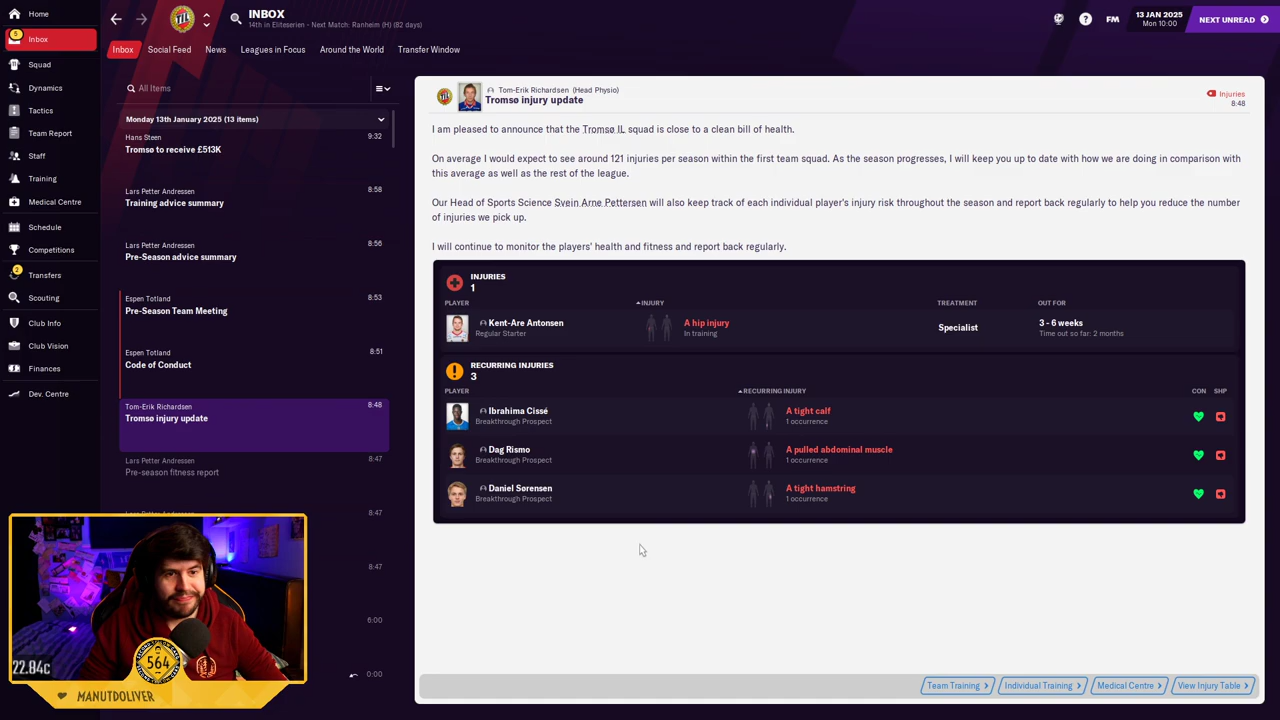 Home
5
Inbox
Squad
Dynamics
Tactics
Team Report
Staff
Training
Medical Centre
Schedule
Competitions
2
Transfers
Scouting
Club Info
Club Vision
Finances
Dev. Centre
TIL
INBOX
14th in Eliteserien - Next Match: Ranheim (H) (82 days)
?
FM
13 JAN 2025
Mon 10:00
NEXT UNREAD
Inbox
Social Feed
News
Leagues in Focus
Around the World
Transfer Window
All Items
Monday 13th January 2025 (13 items)
Hans Steen 9:32
Tromsø to receive £513K
Lars Petter Andressen 8:58
Training advice summary
Lars Petter Andressen 8:56
Pre-Season advice summary
Espen Totland 8:53
Pre-Season Team Meeting
Espen Totland 8:51
Code of Conduct
Tom-Erik Richardsen 8:48
Tromsø injury update
Lars Petter Andressen 8:47
Pre-season fitness report
8:47
8:47
6:00
0:00
TIL
Tom-Erik Richardsen (Head Physio)
Tromsø injury update
Injuries
8:48
I am pleased to announce that the Tromsø IL squad is close to a clean bill of health.
On average I would expect to see around 121 injuries per season within the first team squad. As the season progresses, I will keep you up to date with how we are doing in comparison with
this average as well as the rest of the league.
Our Head of Sports Science Svein Arne Pettersen will also keep track of each individual player's injury risk throughout the season and report back regularly to help you reduce the number
of injuries we pick up.
I will continue to monitor the players' health and fitness and report back regularly.
INJURIES
1
PLAYER INJURY TREATMENT OUT FOR
Kent-Are Antonsen A hip injury Specialist 3 - 6 weeks
Regular Starter In training Time out so far: 2 months
RECURRING INJURIES
3
PLAYER RECURRING INJURY CON SHP
Ibrahima Cissé A tight calf
Breakthrough Prospect 1 occurrence
Dag Rismo A pulled abdominal muscle
Breakthrough Prospect 1 occurrence
Daniel Sørensen A tight hamstring
Breakthrough Prospect 1 occurrence
Team Training
Individual Training
Medical Centre
View Injury Table
22.84c
564
MANUTDOLIVER